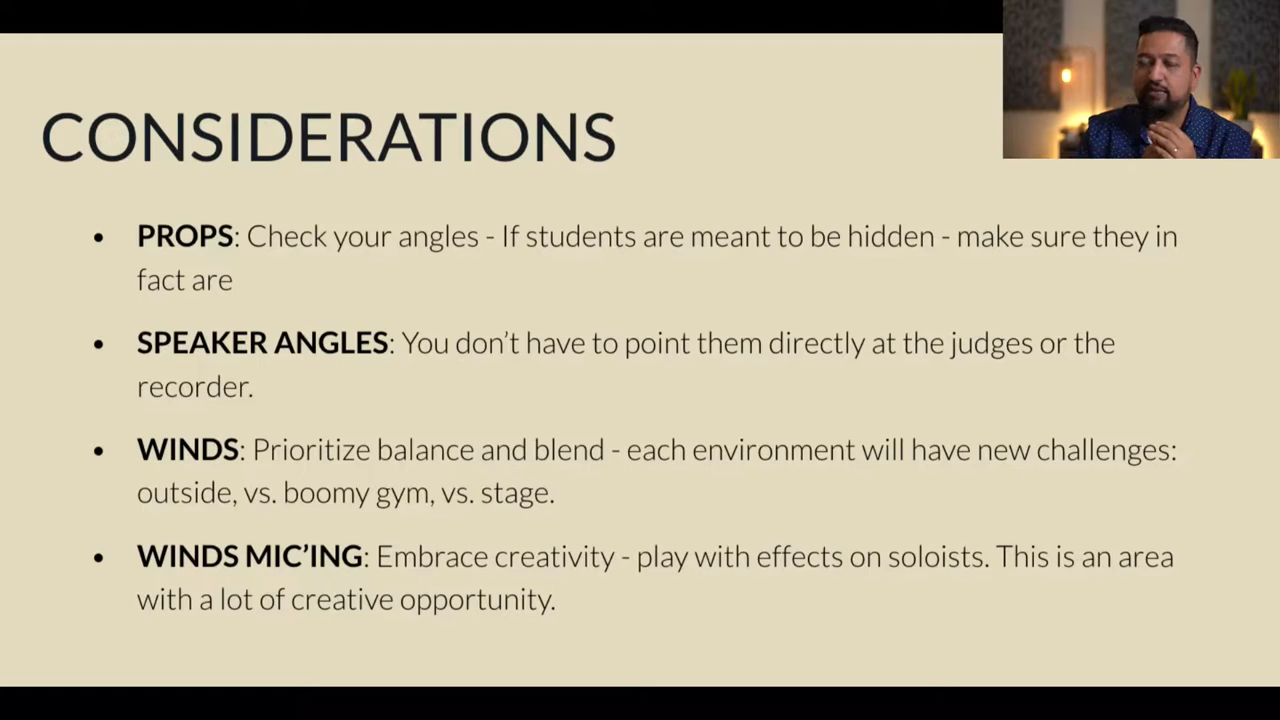 CONSIDERATIONS
• PROPS: Check your angles - If students are meant to be hidden - make sure they in
fact are
• SPEAKER ANGLES: You don’t have to point them directly at the judges or the
recorder.
• WINDS: Prioritize balance and blend - each environment will have new challenges:
outside, vs. boomy gym, vs. stage.
• WINDS MIC’ING: Embrace creativity - play with effects on soloists. This is an area
with a lot of creative opportunity.